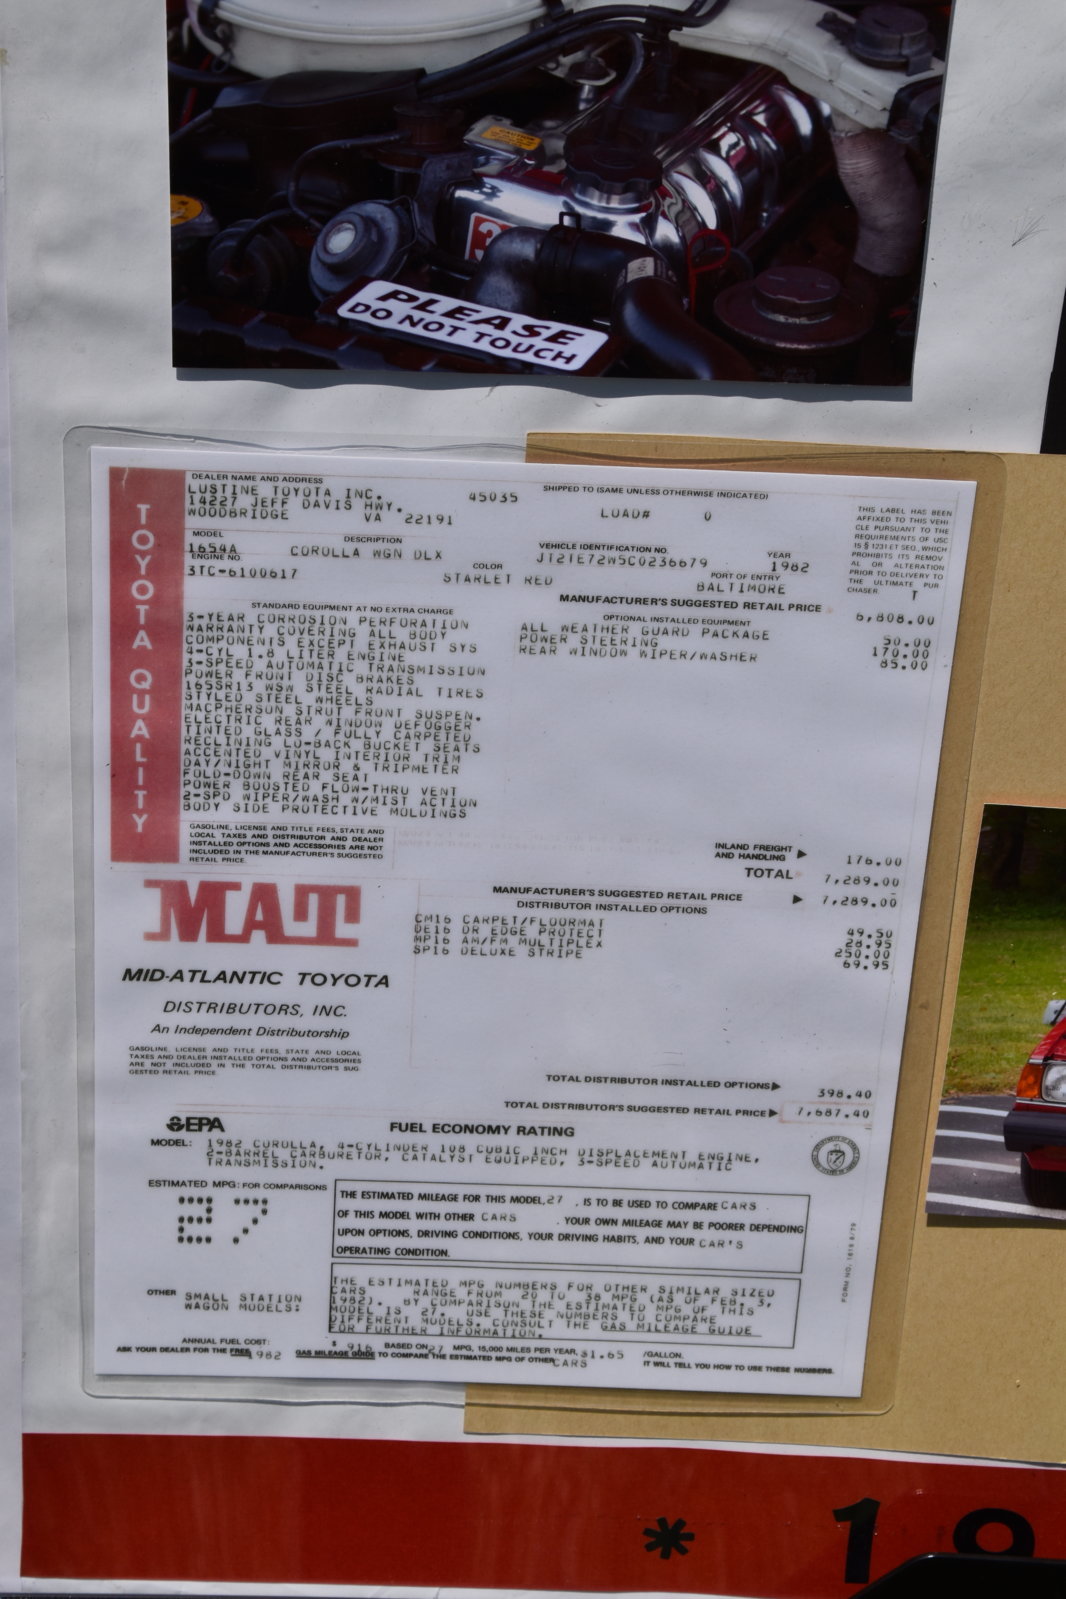 CAUTION
3
PLEASE
DO NOT TOUCH
TOYOTA QUALITY
DEALER NAME AND ADDRESS
LUSTINE TOYOTA INC. 45035
14227 JEFF DAVIS HWY.
WOODBRIDGE VA 22191
SHIPPED TO (SAME UNLESS OTHERWISE INDICATED)
LOAD# 0
THIS LABEL HAS BEEN
AFFIXED TO THIS VEHI
CLE PURSUANT TO THE
REQUIREMENTS OF USC
15 § 1231 ET SEQ., WHICH
PROHIBITS ITS REMOV
AL OR ALTERATION
PRIOR TO DELIVERY TO
THE ULTIMATE PUR
CHASER. T
MODEL DESCRIPTION
1654A COROLLA WGN DLX
VEHICLE IDENTIFICATION NO. YEAR
JT2TE72W5C0236679 1982
ENGINE NO. COLOR PORT OF ENTRY
3TC-6100617 STARLET RED BALTIMORE
MANUFACTURER'S SUGGESTED RETAIL PRICE 6,808.00
STANDARD EQUIPMENT AT NO EXTRA CHARGE
3-YEAR CORROSION PERFORATION
WARRANTY COVERING ALL BODY
COMPONENTS EXCEPT EXHAUST SYS
4-CYL 1.8 LITER ENGINE
3-SPEED AUTOMATIC TRANSMISSION
POWER FRONT DISC BRAKES
165SR13 WSW STEEL RADIAL TIRES
STYLED STEEL WHEELS
MACPHERSON STRUT FRONT SUSPEN.
ELECTRIC REAR WINDOW DEFOGGER
TINTED GLASS / FULLY CARPETED
RECLINING LO-BACK BUCKET SEATS
ACCENTED VINYL INTERIOR TRIM
DAY/NIGHT MIRROR & TRIPMETER
FOLD-DOWN REAR SEAT
POWER BOOSTED FLOW-THRU VENT
2-SPD WIPER/WASH W/MIST ACTION
BODY SIDE PROTECTIVE MOLDINGS
OPTIONAL INSTALLED EQUIPMENT
ALL WEATHER GUARD PACKAGE 50.00
POWER STEERING 170.00
REAR WINDOW WIPER/WASHER 85.00
GASOLINE, LICENSE AND TITLE FEES, STATE AND
LOCAL TAXES AND DISTRIBUTOR AND DEALER
INSTALLED OPTIONS AND ACCESSORIES ARE NOT
INCLUDED IN THE MANUFACTURER'S SUGGESTED
RETAIL PRICE.
INLAND FREIGHT
AND HANDLING ▶ 176.00
TOTAL 7,289.00
MAT
MID-ATLANTIC TOYOTA
DISTRIBUTORS, INC.
An Independent Distributorship
GASOLINE, LICENSE AND TITLE FEES, STATE AND LOCAL
TAXES AND DEALER INSTALLED OPTIONS AND ACCESSORIES
ARE NOT INCLUDED IN THE TOTAL DISTRIBUTOR'S SUG
GESTED RETAIL PRICE.
MANUFACTURER'S SUGGESTED RETAIL PRICE ▶ 7,289.00
DISTRIBUTOR INSTALLED OPTIONS
CM16 CARPET/FLOORMAT 49.50
DE16 DR EDGE PROTECT 28.95
MP16 AM/FM MULTIPLEX 250.00
SP16 DELUXE STRIPE 69.95
TOTAL DISTRIBUTOR INSTALLED OPTIONS ▶ 398.40
TOTAL DISTRIBUTOR'S SUGGESTED RETAIL PRICE ▶ 7,687.40
EPA FUEL ECONOMY RATING
MODEL: 1982 COROLLA, 4-CYLINDER 108 CUBIC INCH DISPLACEMENT ENGINE,
2-BARREL CARBURETOR, CATALYST EQUIPPED, 3-SPEED AUTOMATIC
TRANSMISSION.
ESTIMATED MPG: FOR COMPARISONS
27
THE ESTIMATED MILEAGE FOR THIS MODEL, 27 , IS TO BE USED TO COMPARE CARS
OF THIS MODEL WITH OTHER CARS . YOUR OWN MILEAGE MAY BE POORER DEPENDING
UPON OPTIONS, DRIVING CONDITIONS, YOUR DRIVING HABITS, AND YOUR CAR'S
OPERATING CONDITION.
OTHER SMALL STATION
WAGON MODELS:
THE ESTIMATED MPG NUMBERS FOR OTHER SIMILAR SIZED
CARS RANGE FROM 20 TO 38 MPG (AS OF FEB. 3,
1982). BY COMPARISON THE ESTIMATED MPG OF THIS
MODEL IS 27. USE THESE NUMBERS TO COMPARE
DIFFERENT MODELS. CONSULT THE GAS MILEAGE GUIDE
FOR FURTHER INFORMATION.
FORM NO. 1619 9/79
ANNUAL FUEL COST: $ 916 BASED ON 27 MPG, 15,000 MILES PER YEAR, $1.65 /GALLON.
ASK YOUR DEALER FOR THE FREE 1982 GAS MILEAGE GUIDE TO COMPARE THE ESTIMATED MPG OF OTHER CARS IT WILL TELL YOU HOW TO USE THESE NUMBERS.
* 19